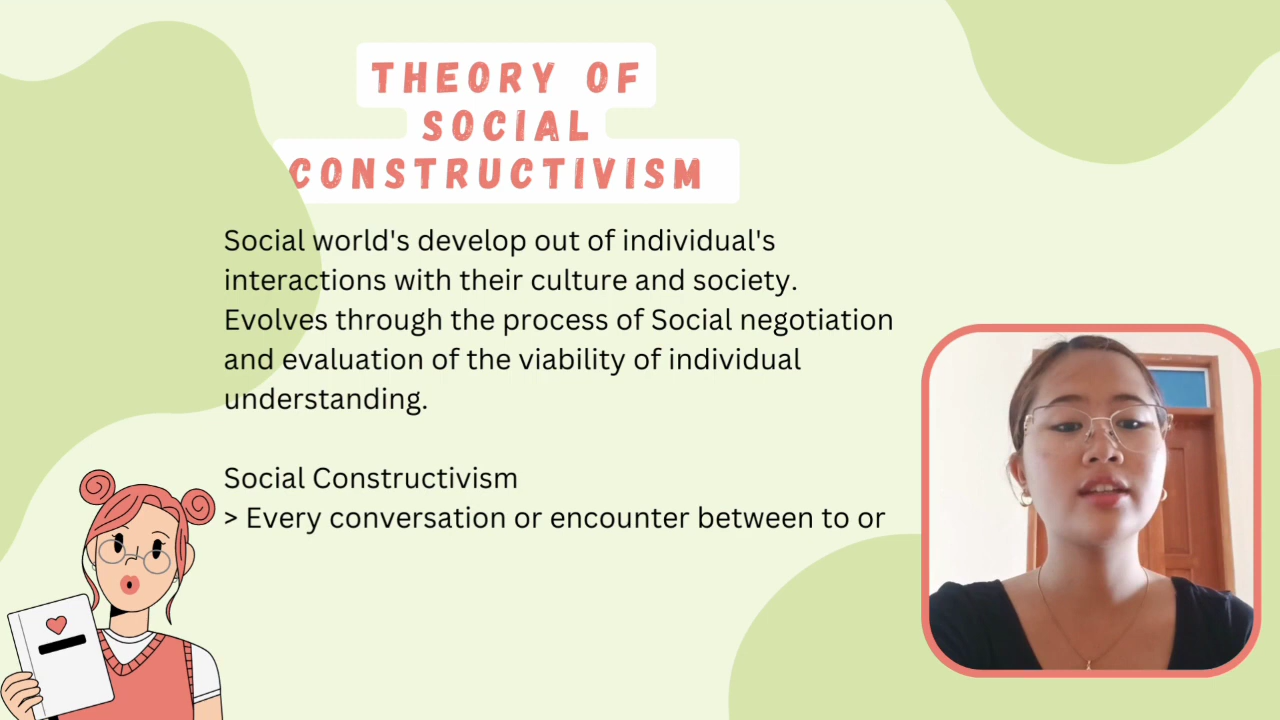 THEORY OF
SOCIAL
CONSTRUCTIVISM
Social world's develop out of individual's
interactions with their culture and society.
Evolves through the process of Social negotiation
and evaluation of the viability of individual
understanding.
Social Constructivism
> Every conversation or encounter between to or